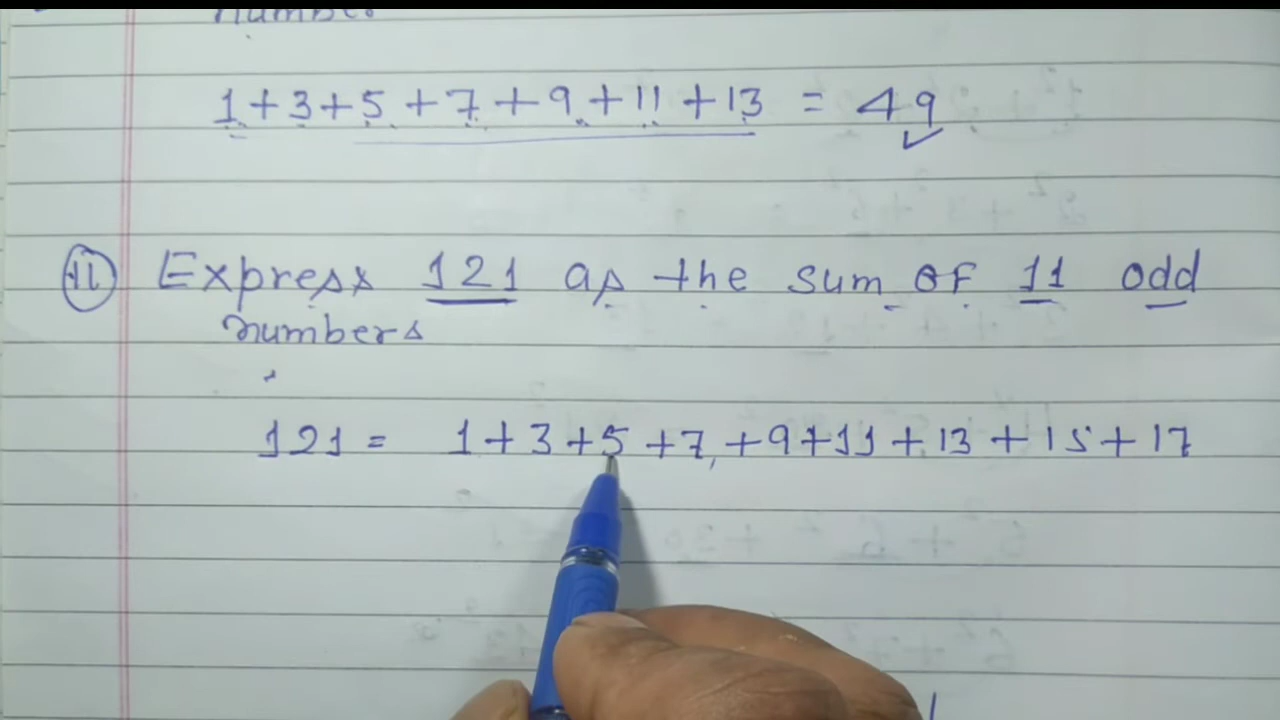 1 + 3 + 5 + 7 + 9 + 11 + 13 = 49
(ii) Express 121 as the sum of 11 odd
numbers
121 = 1 + 3 + 5 + 7 + 9 + 11 + 13 + 15 + 17